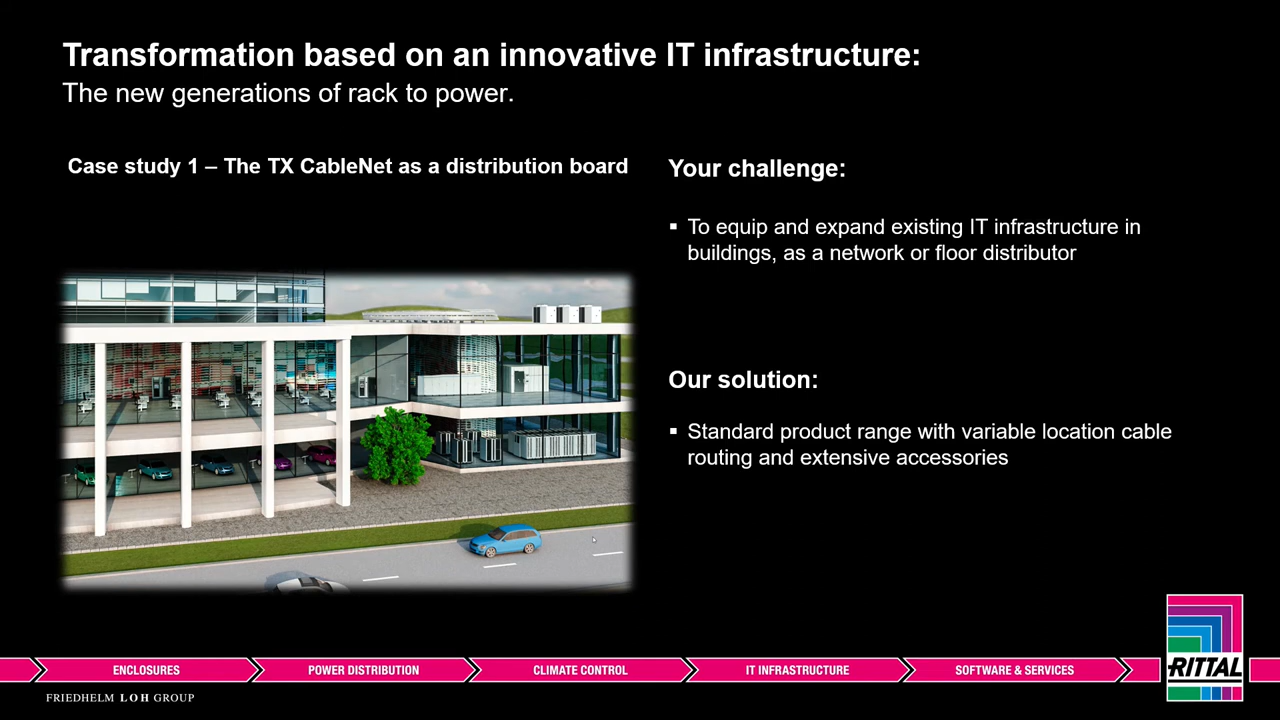 Transformation based on an innovative IT infrastructure:
The new generations of rack to power.
Case study 1 – The TX CableNet as a distribution board
Your challenge:
▪ To equip and expand existing IT infrastructure in
buildings, as a network or floor distributor
Our solution:
▪ Standard product range with variable location cable
routing and extensive accessories
ENCLOSURES
POWER DISTRIBUTION
CLIMATE CONTROL
IT INFRASTRUCTURE
SOFTWARE & SERVICES
RITTAL
FRIEDHELM LOH GROUP